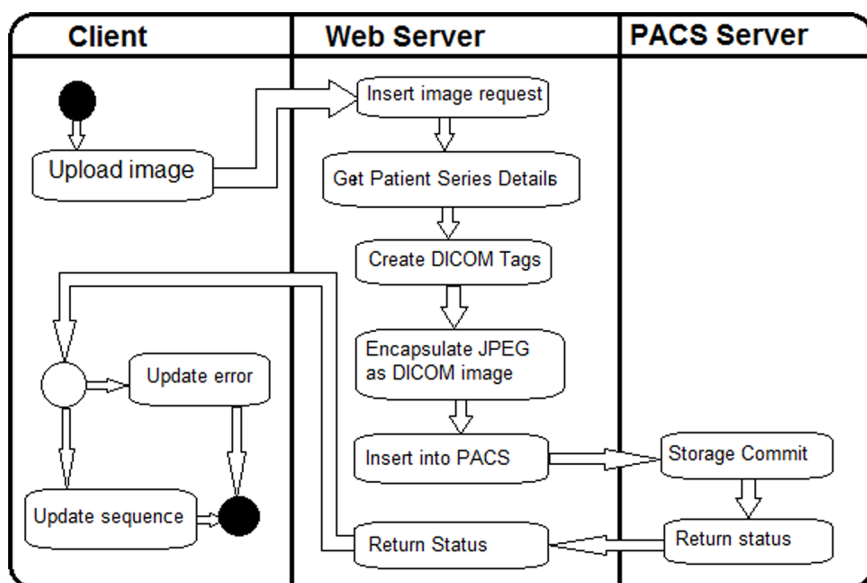 Client
Web Server
PACS Server
Insert image request
Upload image
Get Patient Series Details
Create DICOM Tags
Encapsulate JPEG
as DICOM image
Update error
Insert into PACS
Storage Commit
Update sequence
Return Status
Return status